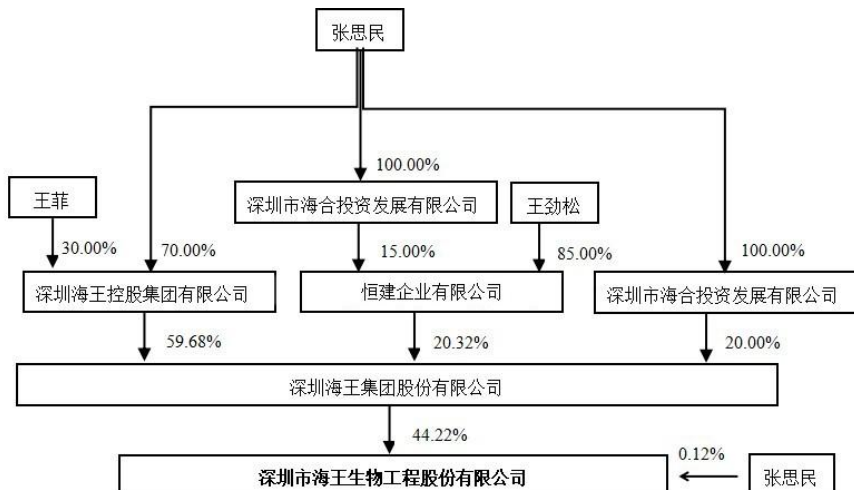 张思民
100.00%
深圳市海合投资发展有限公司
王菲
王劲松
30.00%
70.00%
15.00%
85.00%
100.00%
深圳海王控股集团有限公司
恒建企业有限公司
深圳市海合投资发展有限公司
59.68%
20.32%
20.00%
深圳海王集团股份有限公司
44.22%
0.12%
深圳市海王生物工程股份有限公司
张思民